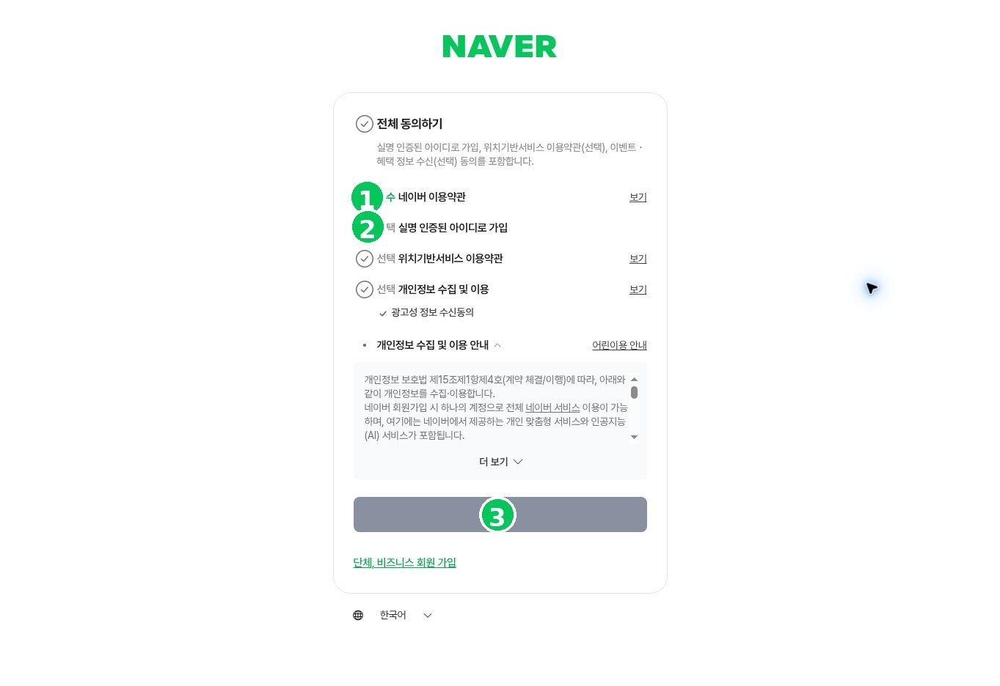 NAVER
전체 동의하기
실명 인증된 아이디로 가입, 위치기반서비스 이용약관(선택), 이벤트・
혜택 정보 수신(선택) 동의를 포함합니다.
1 수 네이버 이용약관 보기
2 택 실명 인증된 아이디로 가입
선택 위치기반서비스 이용약관 보기
선택 개인정보 수집 및 이용 보기
광고성 정보 수신동의
• 개인정보 수집 및 이용 안내 어린이용 안내
개인정보 보호법 제15조제1항제4호(계약 체결/이행)에 따라, 아래와
같이 개인정보를 수집·이용합니다.
네이버 회원가입 시 하나의 계정으로 전체 네이버 서비스 이용이 가능
하며, 여기에는 네이버에서 제공하는 개인 맞춤형 서비스와 인공지능
(AI) 서비스가 포함됩니다.
더 보기
3
단체, 비즈니스 회원 가입
한국어